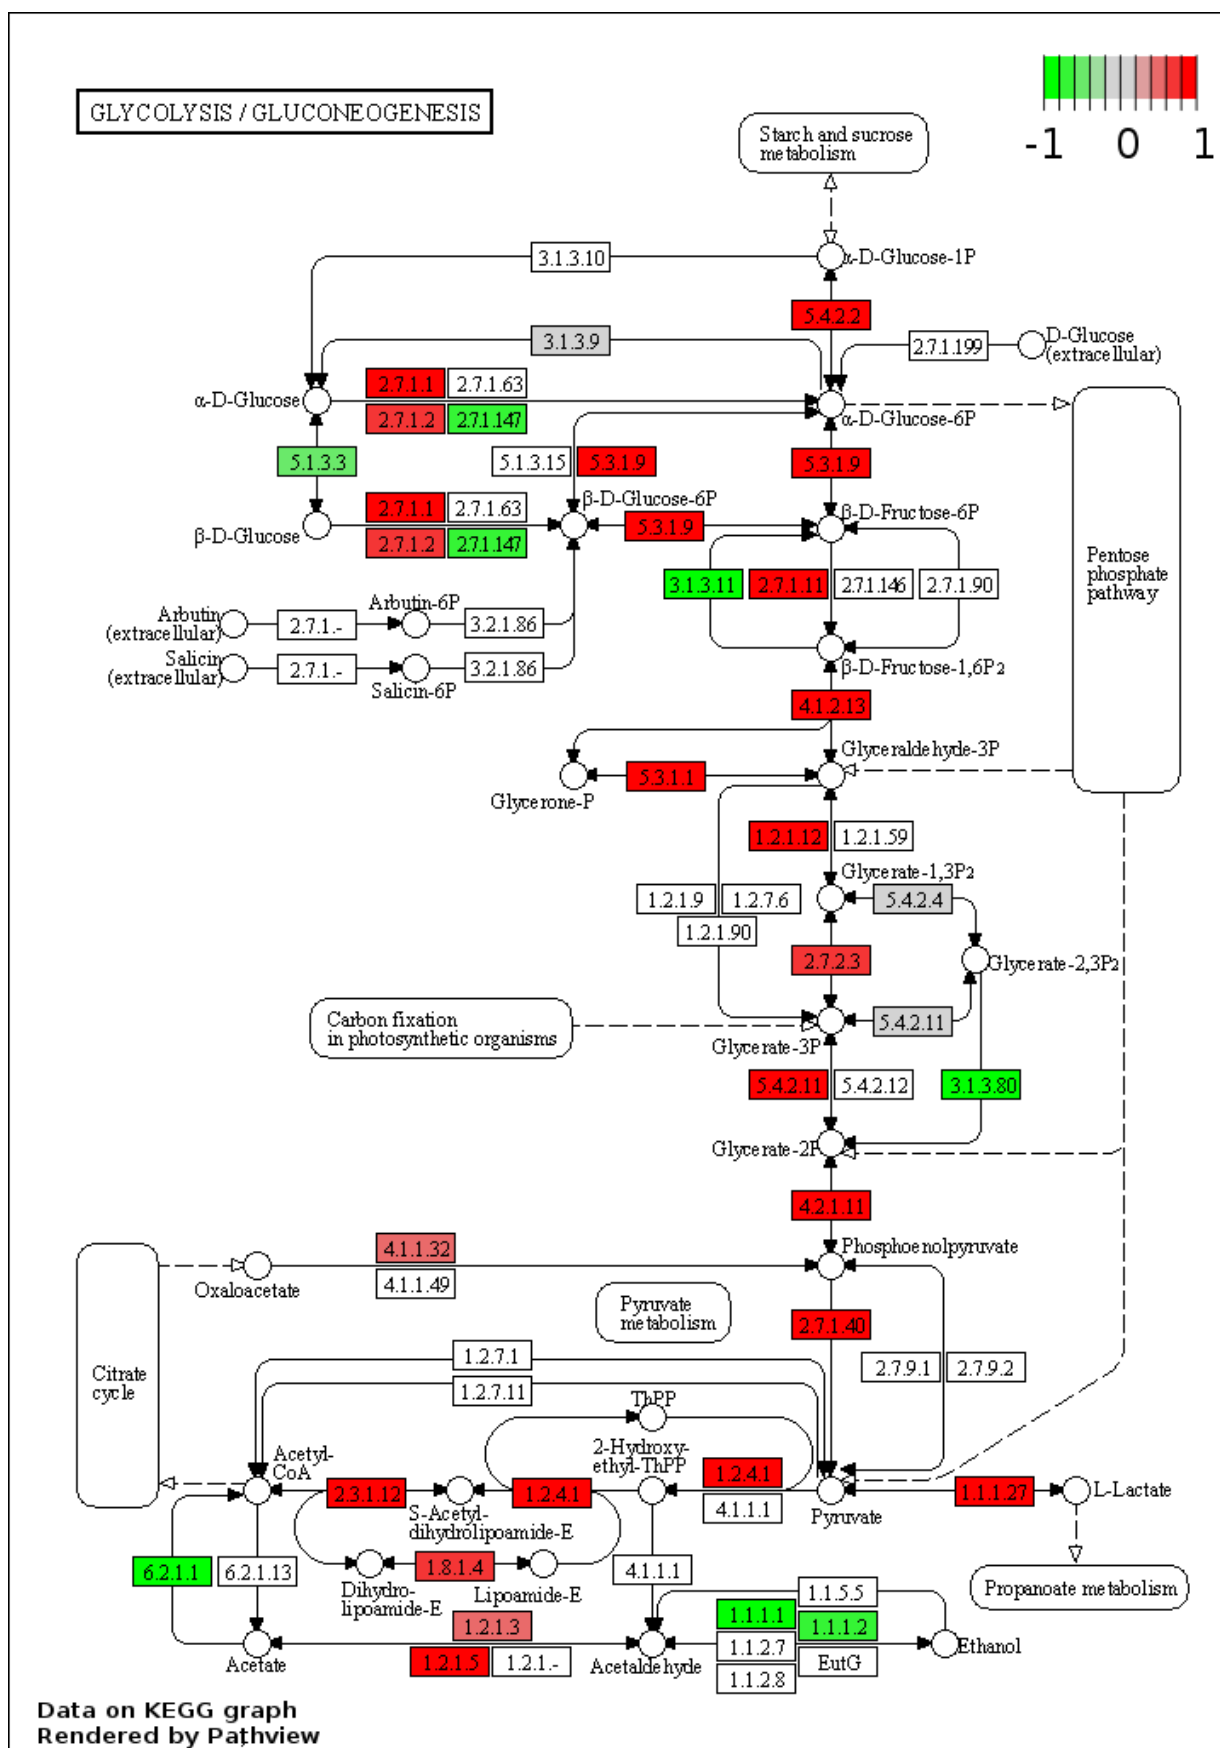 GLYCOLYSIS / GLUCONEOGENESIS
-1 0 1
Starch and sucrose
metabolism
3.1.3.10
α-D-Glucose-1P
5.4.2.2
3.1.3.9
2.7.1.199
D-Glucose
(extracellular)
α-D-Glucose
2.7.1.1
2.7.1.63
2.7.1.2
2.7.1.147
α-D-Glucose-6P
5.1.3.3
5.1.3.15
5.3.1.9
5.3.1.9
β-D-Glucose
2.7.1.1
2.7.1.63
2.7.1.2
2.7.1.147
β-D-Glucose-6P
5.3.1.9
β-D-Fructose-6P
Pentose
phosphate
pathway
3.1.3.11
2.7.1.11
2.7.1.146
2.7.1.90
Arbutin
(extracellular)
2.7.1.-
Arbutin-6P
3.2.1.86
Salicin
(extracellular)
2.7.1.-
Salicin-6P
3.2.1.86
β-D-Fructose-1,6P2
4.1.2.13
Glyceraldehyde-3P
5.3.1.1
Glycerone-P
1.2.1.12
1.2.1.59
Glycerate-1,3P2
1.2.1.9
1.2.7.6
1.2.1.90
5.4.2.4
2.7.2.3
Glycerate-2,3P2
Carbon fixation
in photosynthetic organisms
5.4.2.11
Glycerate-3P
5.4.2.11
5.4.2.12
3.1.3.80
Glycerate-2P
4.2.1.11
4.1.1.32
Phosphoenolpyruvate
Oxaloacetate
4.1.1.49
Pyruvate
metabolism
2.7.1.40
Citrate
cycle
1.2.7.1
2.7.9.1
2.7.9.2
1.2.7.11
ThPP
Acetyl-
CoA
2-Hydroxy-
ethyl-ThPP
1.2.4.1
2.3.1.12
1.2.4.1
1.1.1.27
L-Lactate
S-Acetyl-
dihydrolipoamide-E
4.1.1.1
Pyruvate
6.2.1.1
6.2.1.13
1.8.1.4
4.1.1.1
Dihydro-
lipoamide-E
Lipoamide-E
1.1.5.5
Propanoate metabolism
1.2.1.3
1.1.1.1
1.1.1.2
Acetate
1.2.1.5
1.2.1.-
Acetaldehyde
1.1.2.7
EutG
Ethanol
1.1.2.8
Data on KEGG graph
Rendered by Pathview